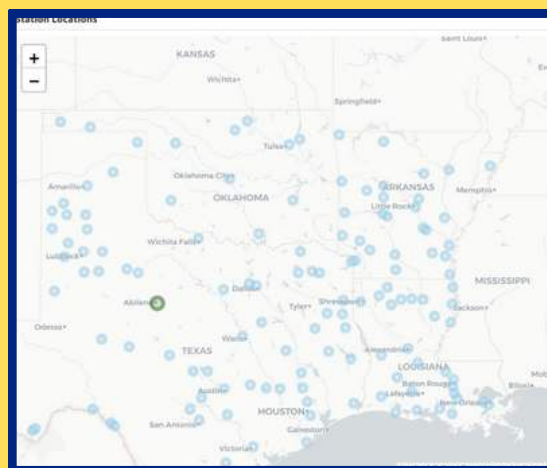 Station Locations
Saint Louis
KANSAS
+
Wichita
−
Springfield
Tulsa
Oklahoma City
Amarillo
ARKANSAS
Memphis
OKLAHOMA
Little Rock
Wichita Falls
Lubbock
MISSISSIPPI
Dallas
Abilene
Tyler
Shreveport
Jackson
Odessa
Waco
TEXAS
Alexandria
LOUISIANA
Baton Rouge
Biloxi
Austin
Lafayette
New Orleans
HOUSTON
San Antonio
Galveston
Victoria